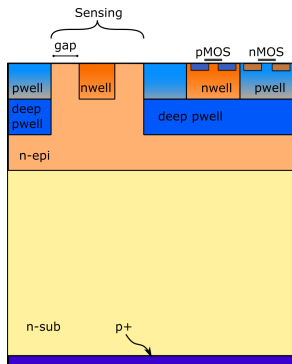 Sensing
gap
pMOS
nMOS
pwell
nwell
nwell
pwell
deep
pwell
deep pwell
n-epi
n-sub
p+